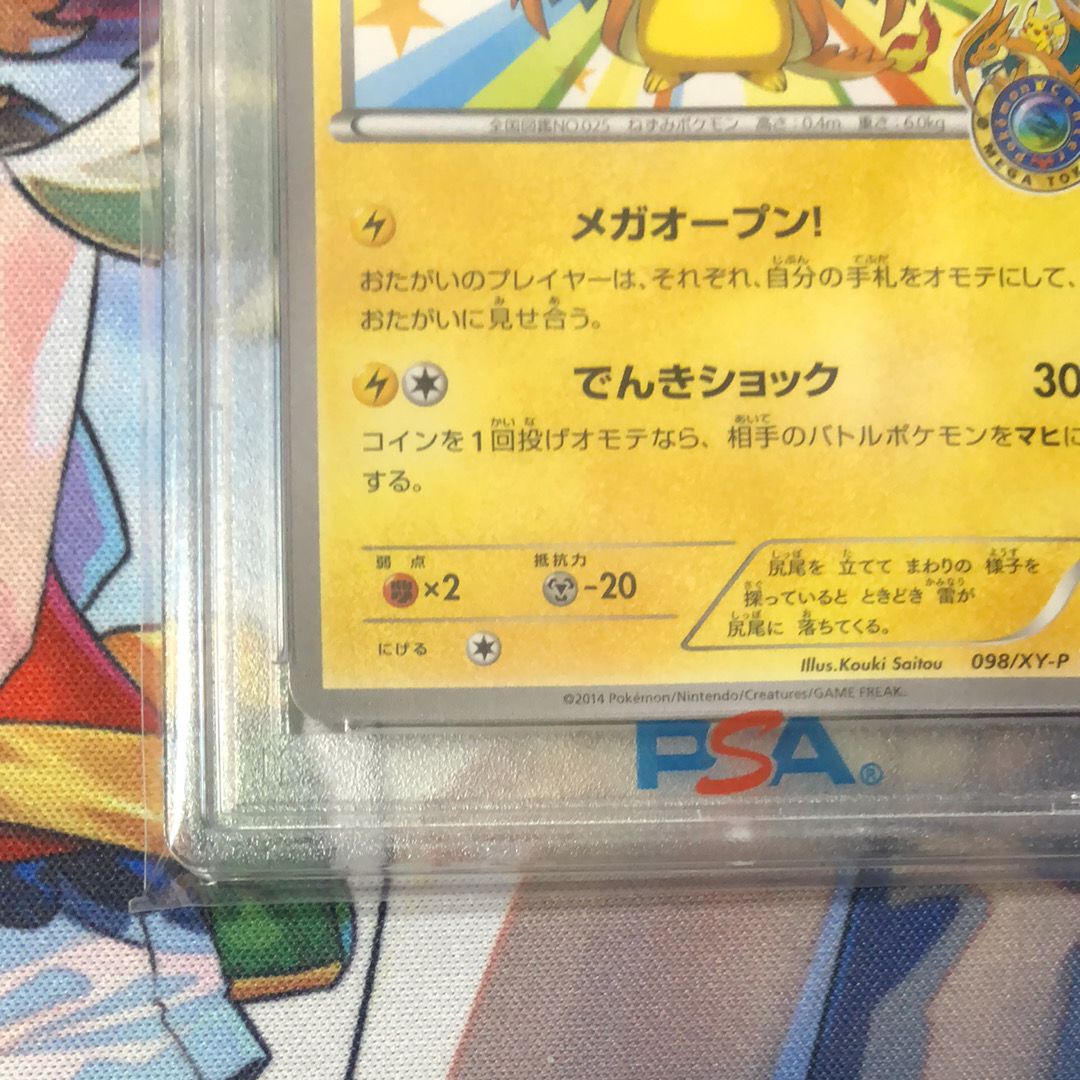 全国図鑑NO.025 ねずみポケモン 高さ:0.4m 重さ:6.0kg
Pokémon Center
MEGA TOK
メガオープン!
おたがいのプレイヤーは、それぞれ、自分の手札をオモテにして、
おたがいに見せ合う。
でんきショック 30
コインを1回投げオモテなら、相手のバトルポケモンをマヒに
する。
弱点 抵抗力
×2 -20
にげる
尻尾を 立てて まわりの 様子を
探っていると ときどき 雷が
尻尾に 落ちてくる。
Illus.Kouki Saitou 098/XY-P
©2014 Pokémon/Nintendo/Creatures/GAME FREAK.
PSA®